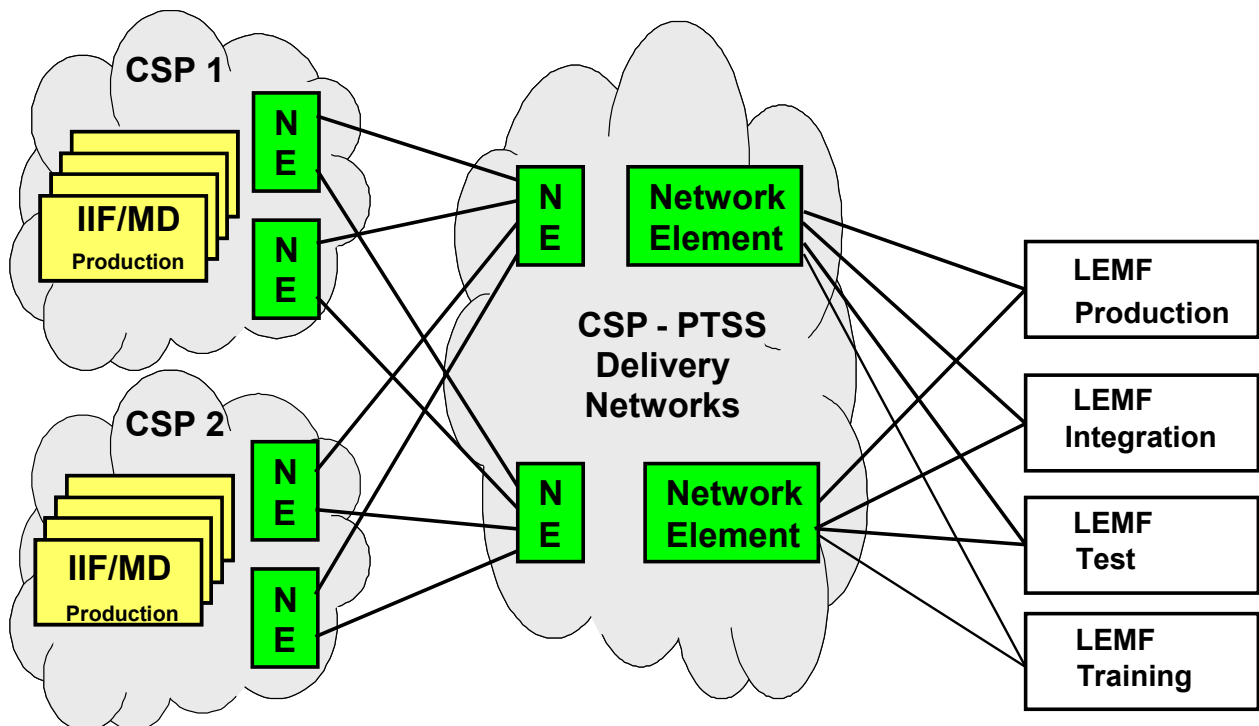 CSP 1
N
E
IIF/MD
Production
N
E
CSP 2
N
E
IIF/MD
Production
N
E
N
E
Network
Element
CSP - PTSS
Delivery
Networks
N
E
Network
Element
LEMF
Production
LEMF
Integration
LEMF
Test
LEMF
Training